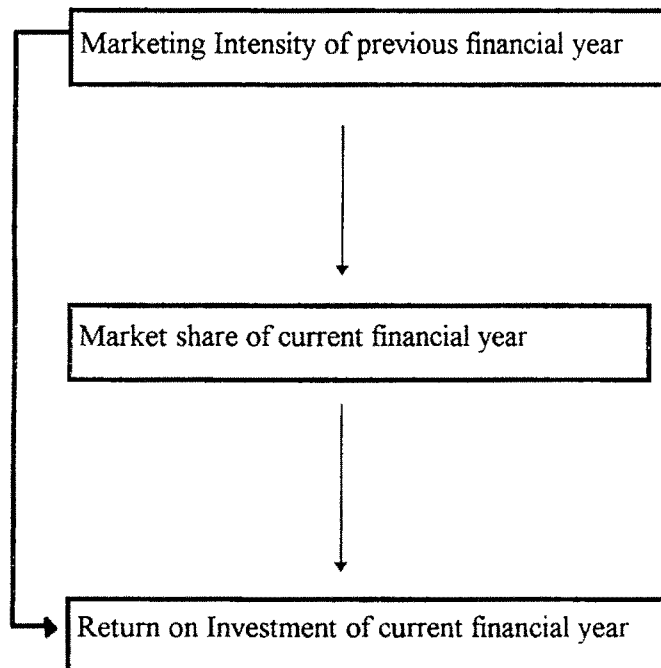 Marketing Intensity of previous financial year
Market share of current financial year
Return on Investment of current financial year